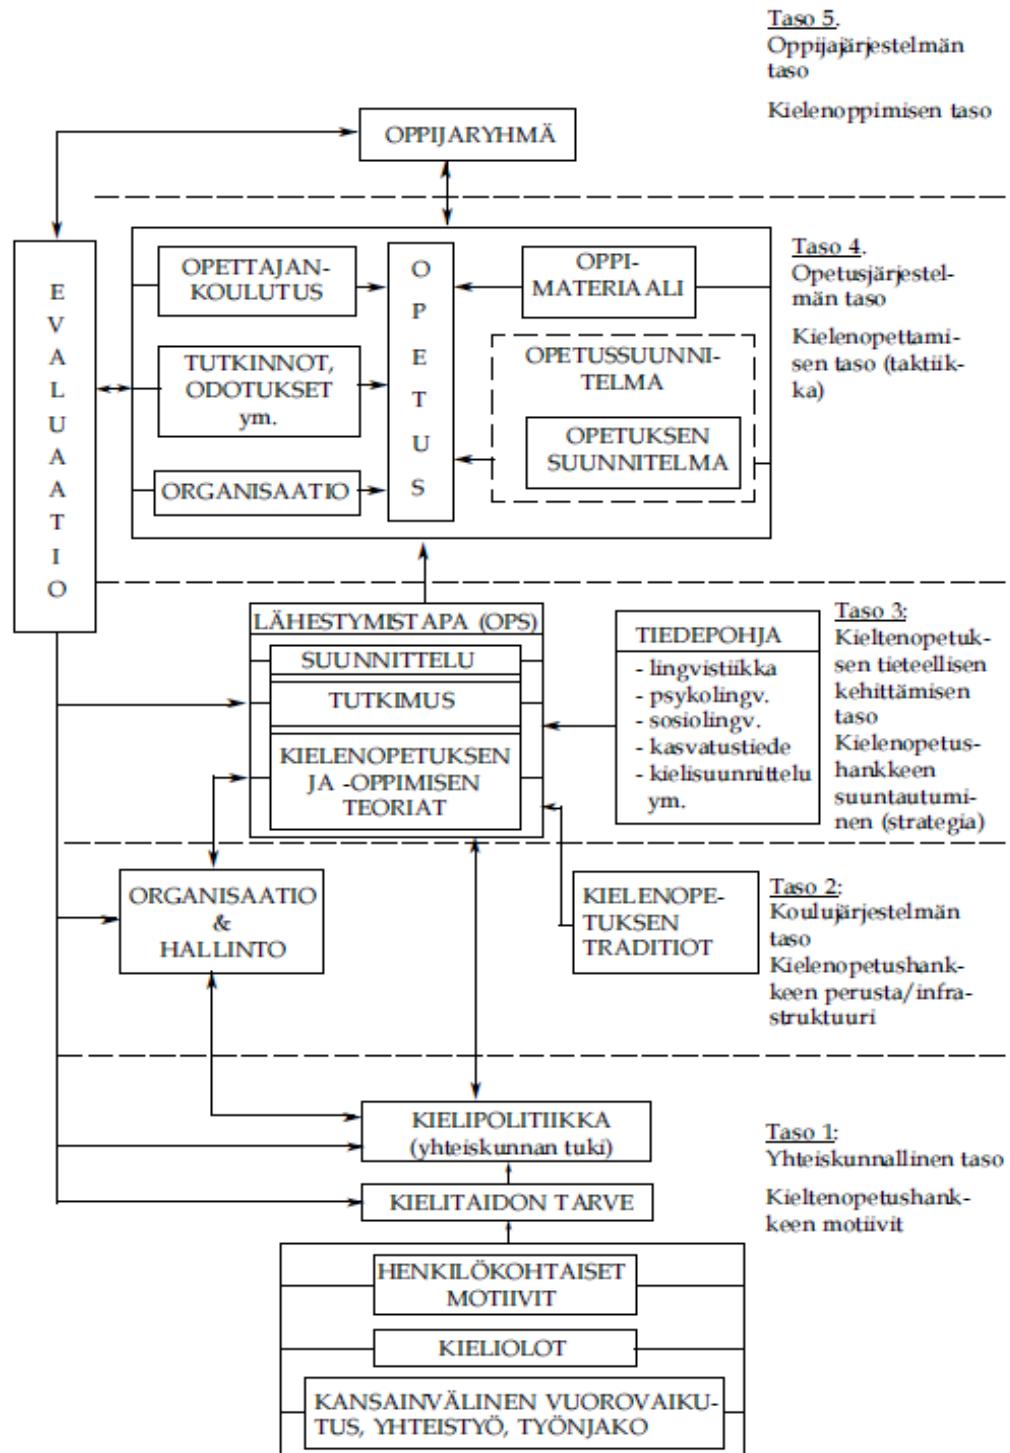 Taso 5.
Oppijajärjestelmän
taso
Kielenoppimisen taso
OPPIJARYHMÄ
E
V
A
L
U
A
A
T
I
O
OPETTAJAN-
KOULUTUS
TUTKINNOT,
ODOTUKSET
ym.
ORGANISAATIO
O
P
E
T
U
S
OPPI-
MATERIAALI
OPETUSSUUNNI-
TELMA
OPETUKSEN
SUUNNITELMA
Taso 4.
Opetusjärjestel-
män taso
Kielenopettami-
sen taso (taktiik-
ka)
LÄHESTYMISTAPA (OPS)
SUUNNITTELU
TUTKIMUS
KIELENOPETUKSEN
JA -OPPIMISEN
TEORIAT
TIEDEPOHJA
- lingvistiikka
- psykolingv.
- sosiolingv.
- kasvatustiede
- kielisuunnittelu
ym.
Taso 3:
Kieltenopetuk-
sen tieteellisen
kehittämisen
taso
Kielenopetus-
hankkeen
suuntautumi-
nen (strategia)
ORGANISAATIO
&
HALLINTO
KIELENOPE-
TUKSEN
TRADITIOT
Taso 2:
Koulujärjestelmän
taso
Kielenopetushank-
keen perusta/infra-
struktuuri
KIELIPOLITIIKKA
(yhteiskunnan tuki)
KIELITAIDON TARVE
Taso 1:
Yhteiskunnallinen taso
Kieltenopetushank-
keen motiivit
HENKILÖKOHTAISET
MOTIIVIT
KIELIOLOT
KANSAINVÄLINEN VUOROVAIKU-
TUS, YHTEISTYÖ, TYÖNJAKO